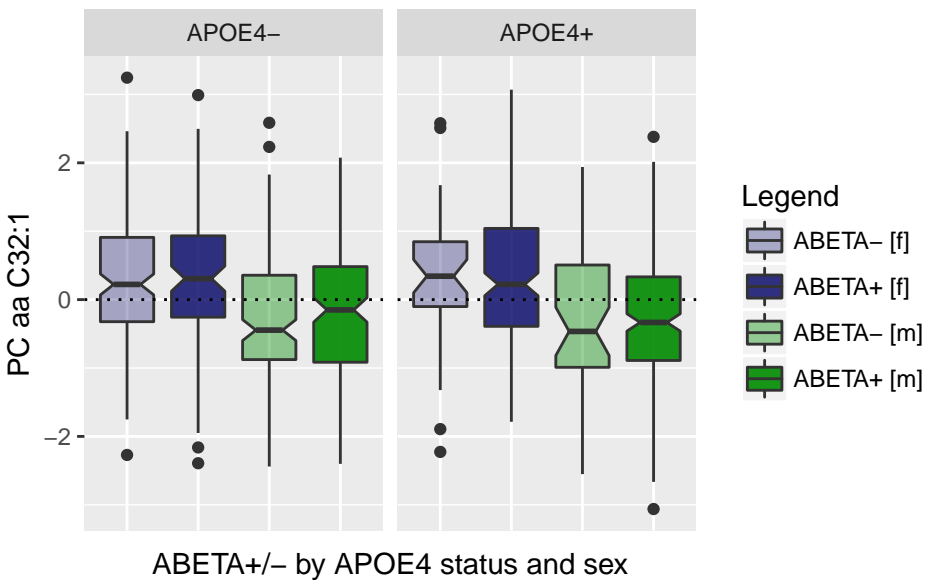 APOE4− APOE4+
2
0
−2
PC aa C32:1
ABETA+/− by APOE4 status and sex
Legend
ABETA− [f]
ABETA+ [f]
ABETA− [m]
ABETA+ [m]